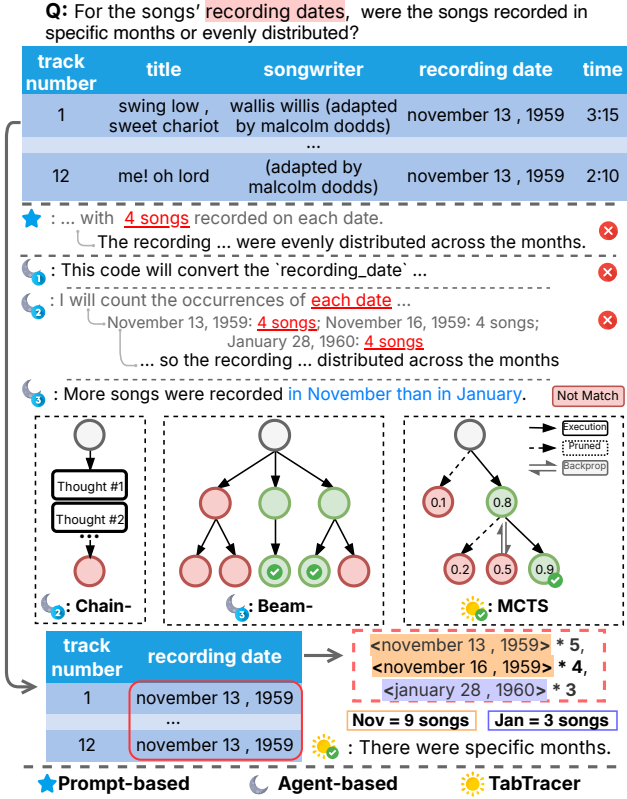 Q: For the songs' recording dates, were the songs recorded in
specific months or evenly distributed?
track number title songwriter recording date time
1 swing low , sweet chariot wallis willis (adapted by malcolm dodds) november 13 , 1959 3:15
...
12 me! oh lord (adapted by malcolm dodds) november 13 , 1959 2:10
: ... with 4 songs recorded on each date.
The recording ... were evenly distributed across the months.
1 : This code will convert the `recording_date` ...
2 : I will count the occurrences of each date ...
November 13, 1959: 4 songs; November 16, 1959: 4 songs;
January 28, 1960: 4 songs
... so the recording ... distributed across the months
3 : More songs were recorded in November than in January.
Not Match
Thought #1
Thought #2
...
2 : Chain-
3 : Beam-
Execution
Pruned
Backprop
0.1 0.8
0.2 0.5 0.9
: MCTS
track number recording date
1 november 13 , 1959
...
12 november 13 , 1959
<november 13 , 1959> * 5,
<november 16 , 1959> * 4,
<january 28 , 1960> * 3
Nov = 9 songs Jan = 3 songs
: There were specific months.
Prompt-based Agent-based TabTracer